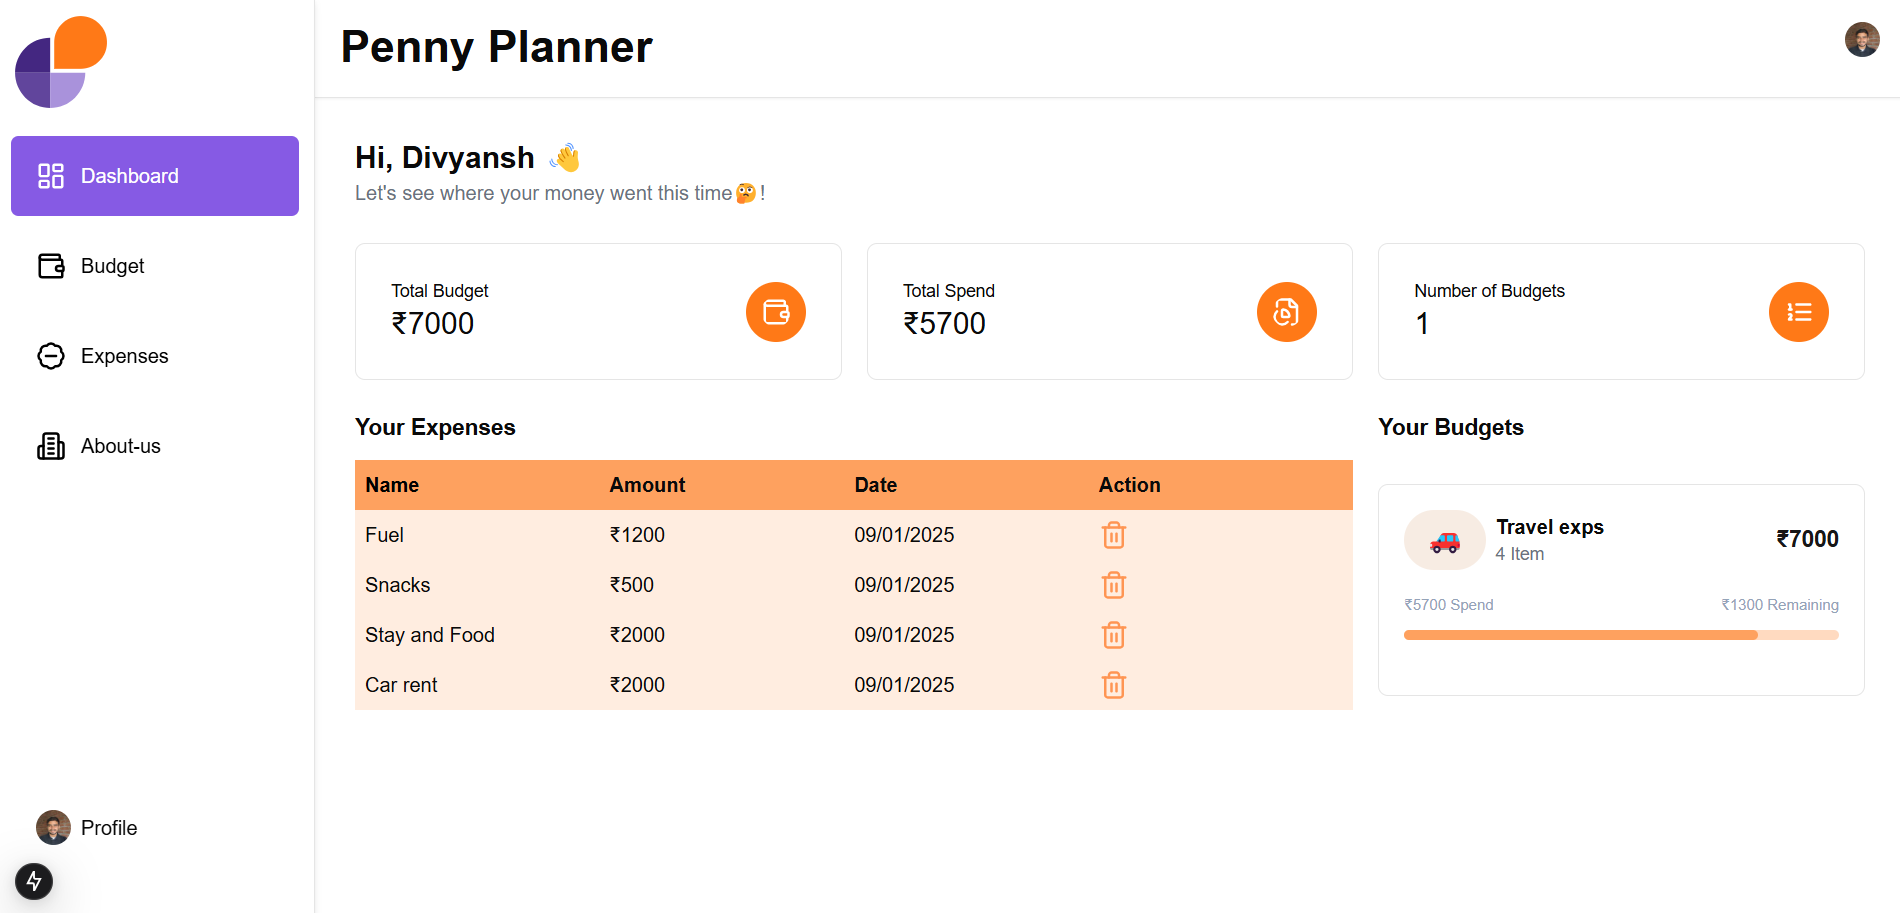 Penny Planner
Dashboard
Budget
Expenses
About-us
Profile
Hi, Divyansh 👋
Let's see where your money went this time🤔!
Total Budget
₹7000
Total Spend
₹5700
Number of Budgets
1
Your Expenses
Name Amount Date Action
Fuel ₹1200 09/01/2025
Snacks ₹500 09/01/2025
Stay and Food ₹2000 09/01/2025
Car rent ₹2000 09/01/2025
Your Budgets
Travel exps
4 Item
₹7000
₹5700 Spend ₹1300 Remaining